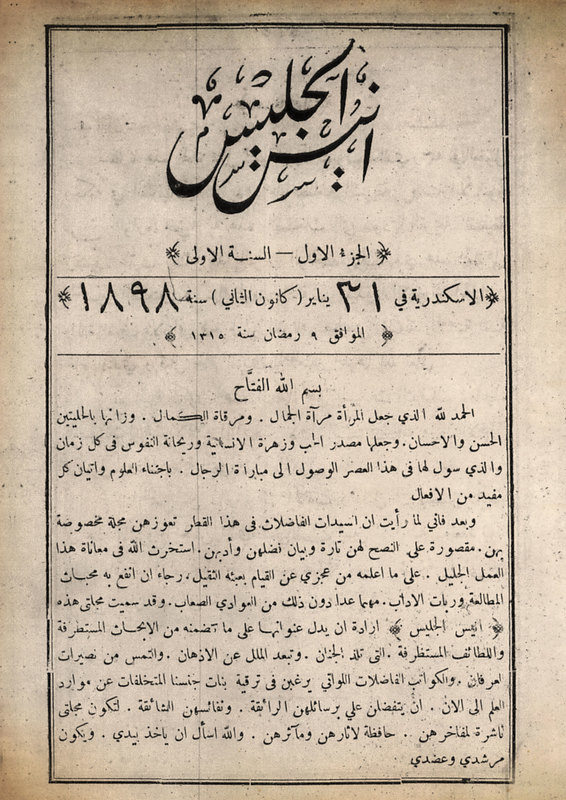 انيس الجليس
الجزء الاول — السنة الاولى
الاسكندرية في ٣١ يناير ( كانون الثاني ) سنة ١٨٩٨
الموافق ٩ رمضان سنة ١٣١٥
بسم الله الفتَّاح
الحمد لله الذي جعل المرأة مرآة الجمال . ومرقاة الكمال . وزانها بالحليتين
الحسن والاحسان . وجعلها مصدر الحب وزهرة الانسانية وريحانة النفوس في كل زمان
والذي سول لها في هذا العصر الوصول الى مباراة الرجال . باجتناء العلوم واتيان كل
مفيد من الافعال
وبعد فاني لما رأيت ان السيدات الفاضلات في هذا القطر تعوزهن مجلة مخصوصة
بهن . مقصورة على النصح لهن تارة وبيان فضلهن وأدبهن . استخرت الله في معاناة هذا
العمل الجليل . على ما اعلمه من عجزي عن القيام بعبئه الثقيل . رجاء ان انفع به محبات
المطالعة وربات الاداب . مهما عدا دون ذلك من العوادي الصعاب . وقد سميت مجلتي هذه
﴿ انيس الجليس ﴾ ارادة ان يدل عنوانها على ما تتضمنه من الابحاث المستطرفة
واللطائف المستظرفة . التي تلذ الجنان . وتبعد الملل عن الاذهان . والتمس من نصيرات
العرفان . والكواتب الفاضلات اللواتي يرغبن في ترقية بنات جنسنا المتخلفات عن موارد
العلم الى الآن . أن يتفضلن علي برسائلهن الرائقة . ونفائسهن الشائقة . لتكون مجلتي
ناشرة لمفاخرهن . . حافظة لآثارهن ومآثرهن . والله اسأل ان ياخذ بيدي . ويكون
مرشدي وعضدي